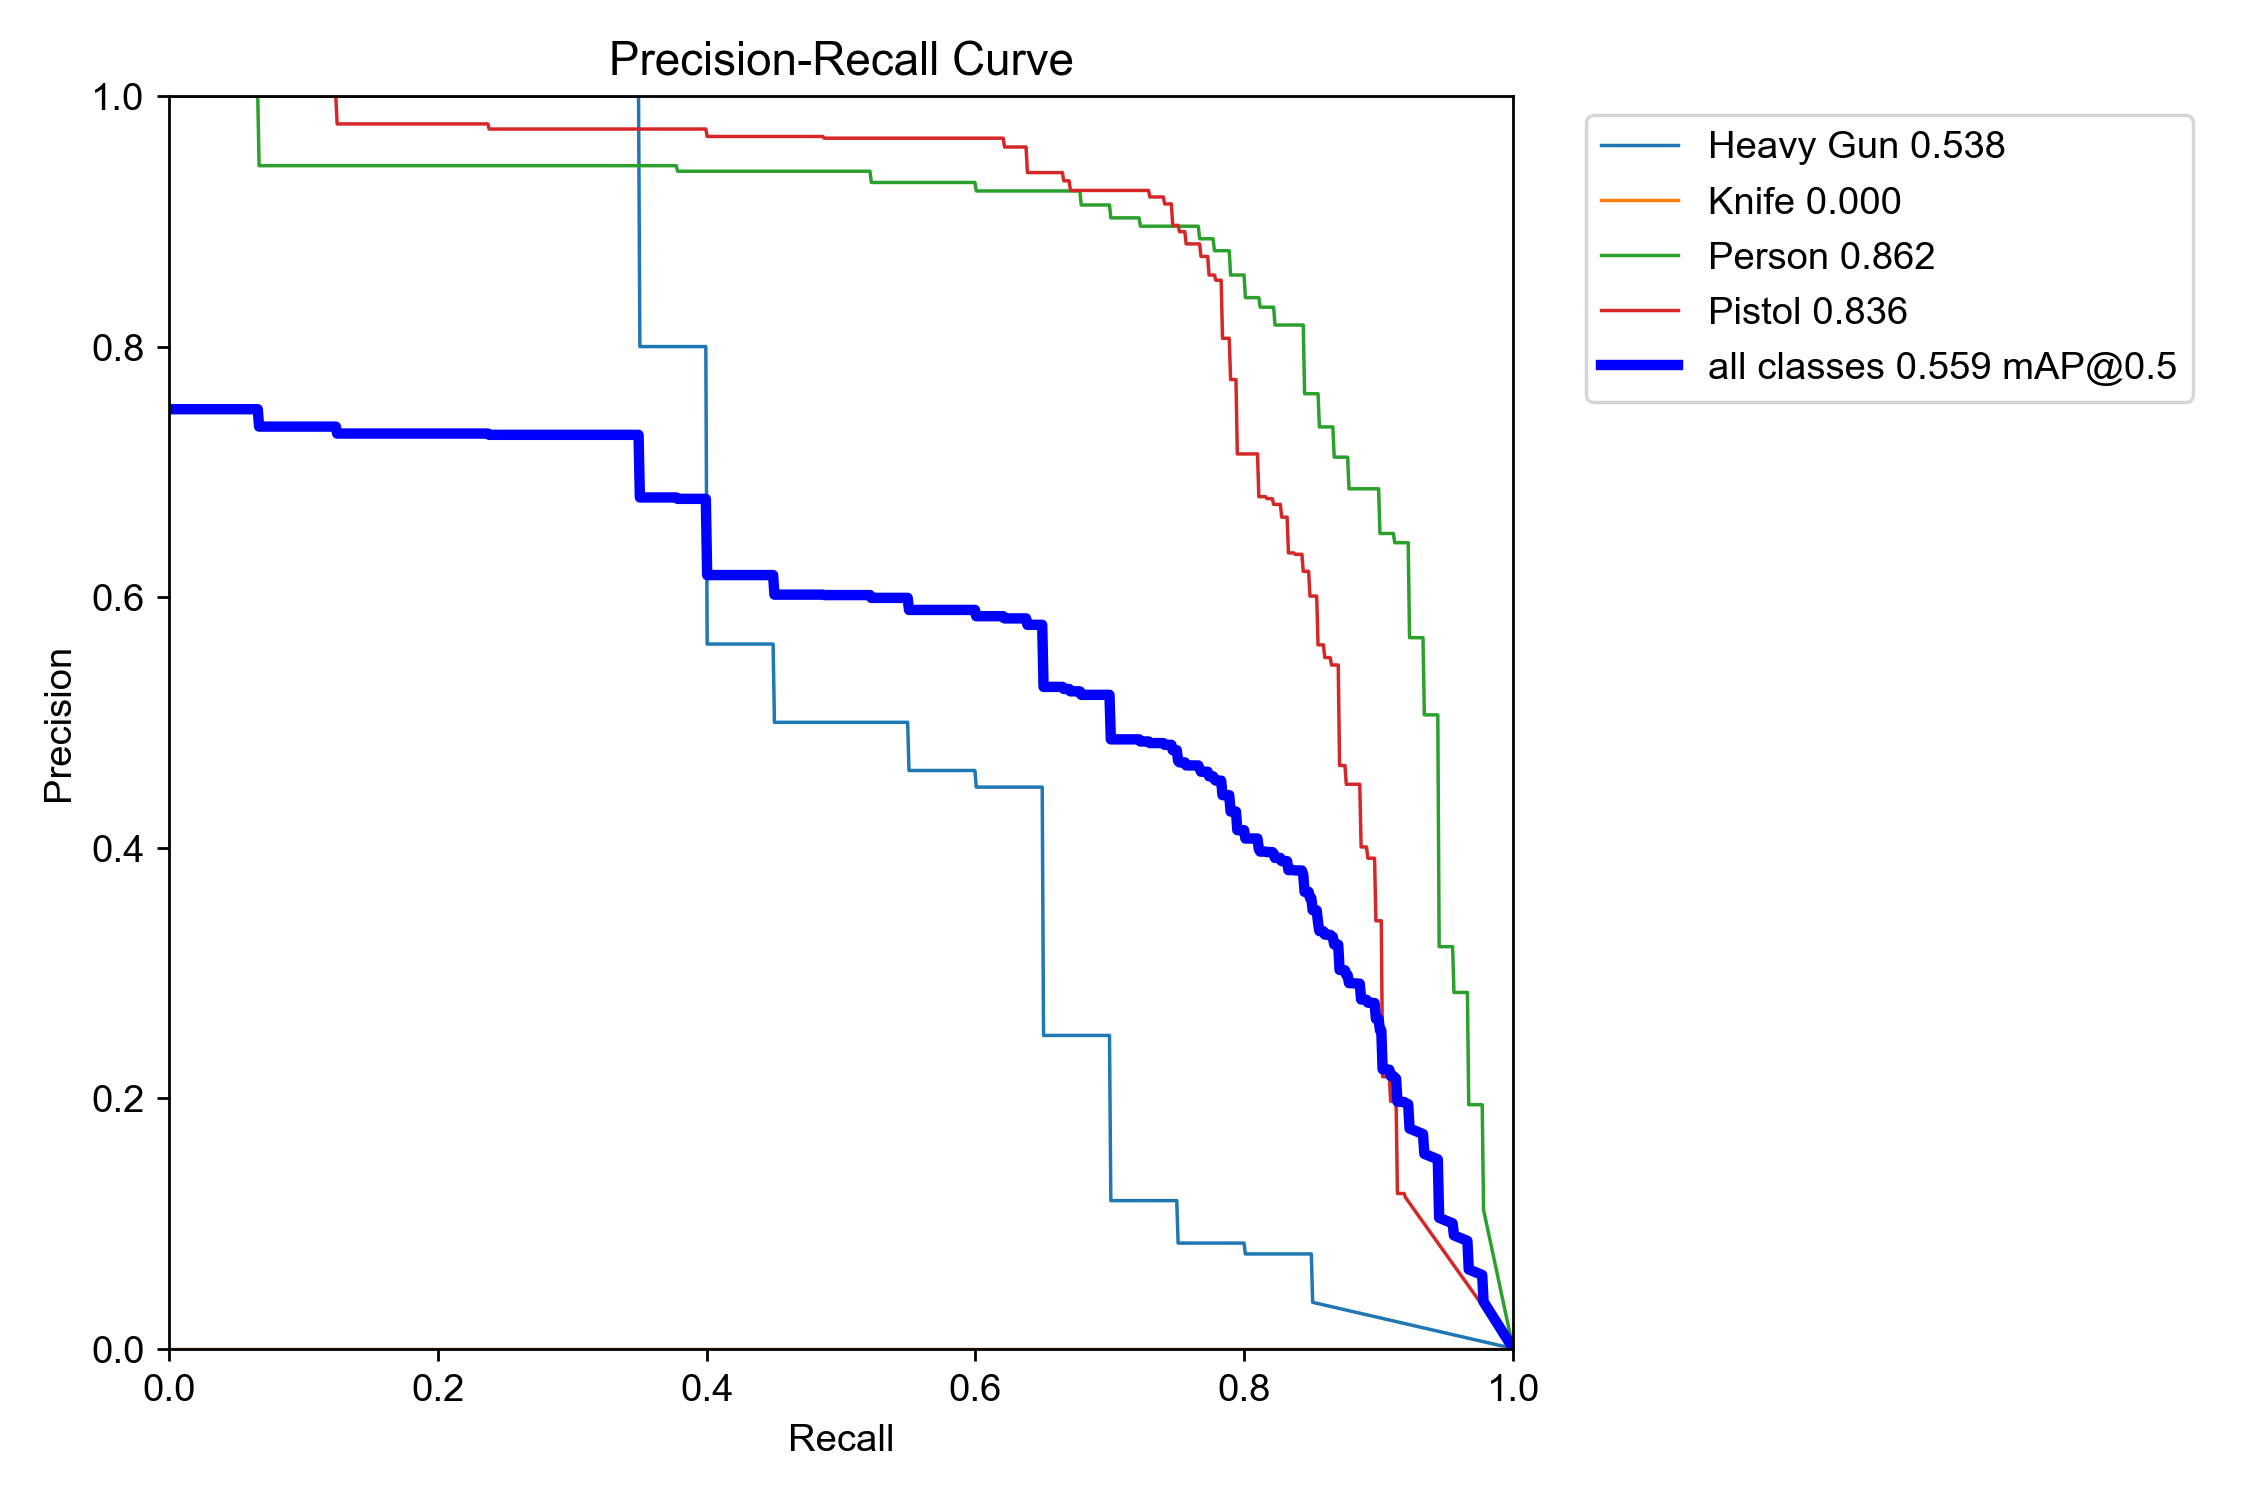 Precision-Recall Curve
1.0
0.8
0.6
0.4
0.2
0.0
Precision
0.0 0.2 0.4 0.6 0.8 1.0
Recall
Heavy Gun 0.538
Knife 0.000
Person 0.862
Pistol 0.836
all classes 0.559 mAP@0.5